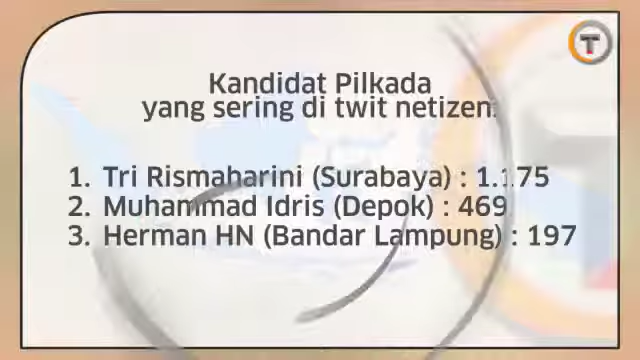 T
Kandidat Pilkada
yang sering di twit netizen:
1. Tri Rismaharini (Surabaya) : 1.175
2. Muhammad Idris (Depok) : 469
3. Herman HN (Bandar Lampung) : 197